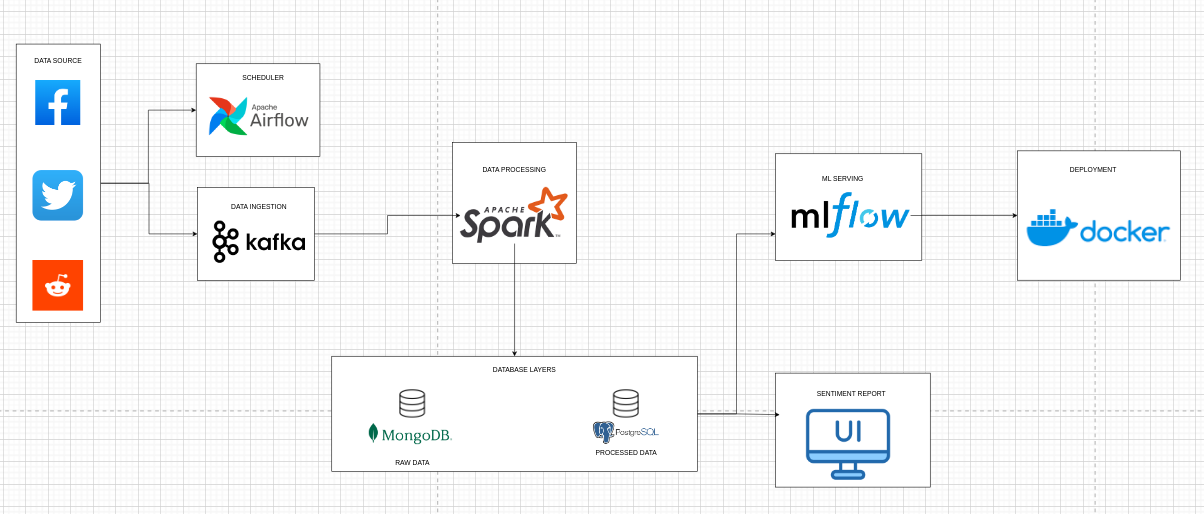 DATA SOURCE
SCHEDULER
Apache
Airflow
DATA INGESTION
kafka
DATA PROCESSING
APACHE
Spark
ML SERVING
mlflow
DEPLOYMENT
docker
DATABASE LAYERS
MongoDB.
RAW DATA
PostgreSQL
PROCESSED DATA
SENTIMENT REPORT
UI